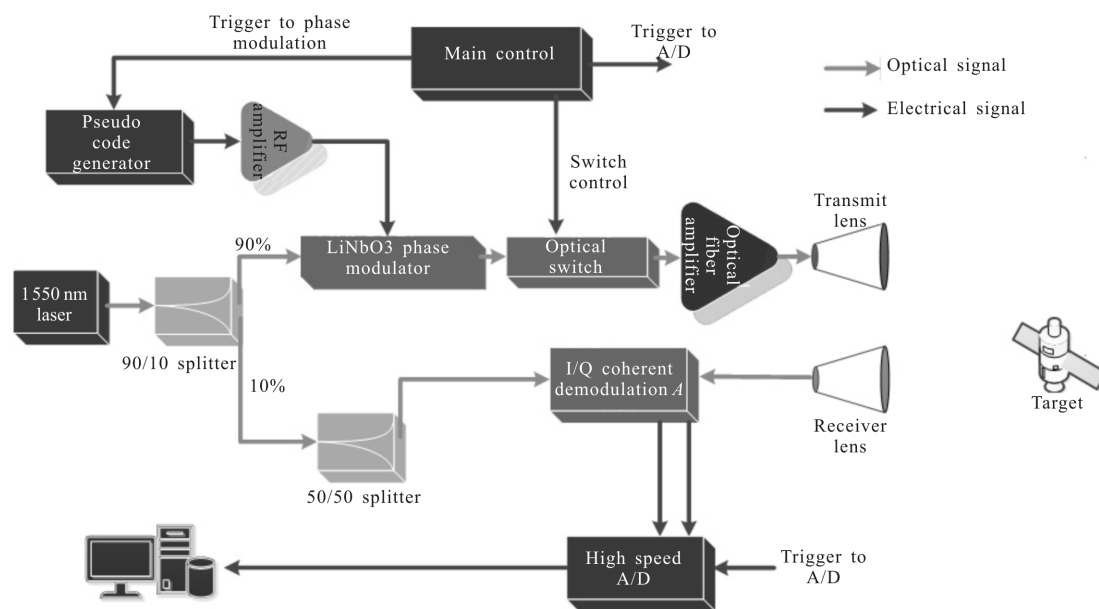 Trigger to phase
modulation
Main control
Trigger to
A/D
Optical signal
Electrical signal
Pseudo
code
generator
RF
amplifier
Switch
control
Transmit
lens
90%
LiNbO3 phase
modulator
Optical
switch
Optical
fiber
amplifier
1 550 nm
laser
90/10 splitter
10%
I/Q coherent
demodulation A
Receiver
lens
Target
50/50 splitter
High speed
A/D
Trigger to
A/D